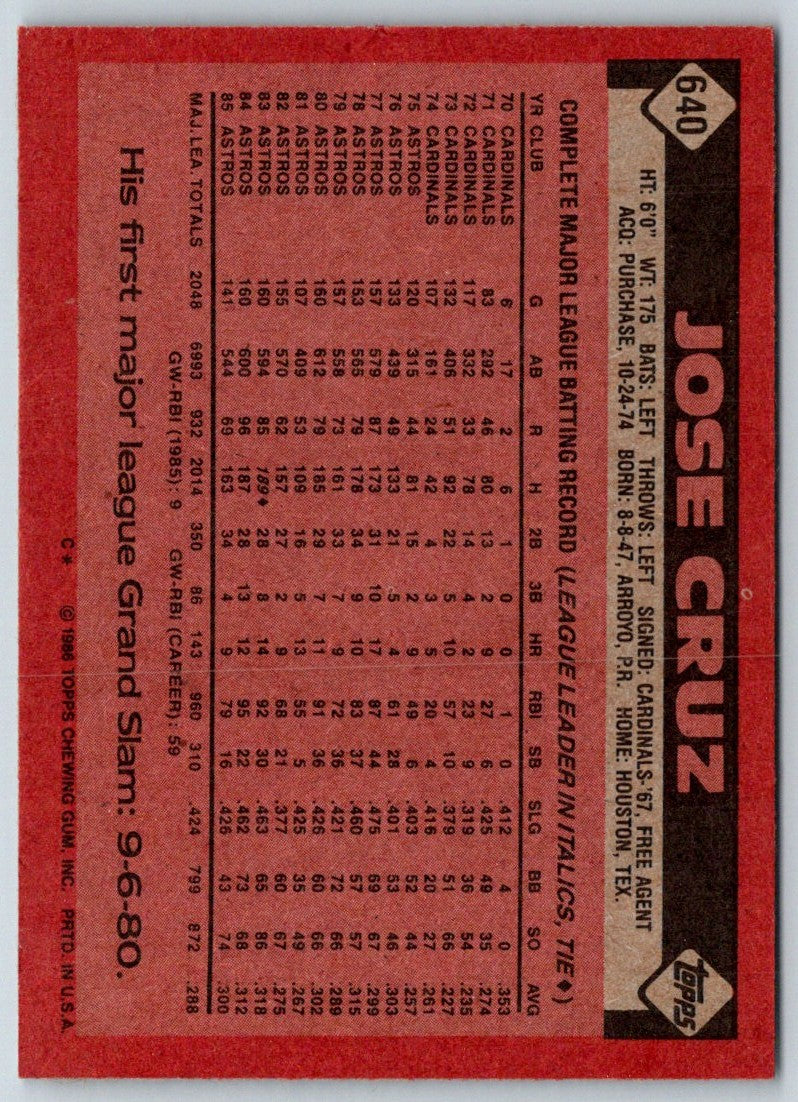 640
JOSE CRUZ
topps
HT: 6'0" WT: 175 BATS: LEFT THROWS: LEFT SIGNED: CARDINALS-'67, FREE AGENT
ACQ: PURCHASE, 10-24-74 BORN: 8-8-47, ARROYO, P.R. HOME: HOUSTON, TEX.
COMPLETE MAJOR LEAGUE BATTING RECORD (LEAGUE LEADER IN ITALICS, TIE♦)
YR CLUB G AB R H 2B 3B HR RBI SB SLG BB SO AVG
70 CARDINALS 6 17 2 6 1 0 0 1 0 .412 4 0 .353
71 CARDINALS 83 292 46 80 13 2 9 27 6 .425 49 35 .274
72 CARDINALS 117 332 33 78 14 4 2 23 9 .319 36 54 .235
73 CARDINALS 132 406 51 92 22 5 10 57 10 .379 51 66 .227
74 CARDINALS 107 161 24 42 4 3 5 20 4 .416 20 27 .261
75 ASTROS 120 315 44 81 15 2 9 49 6 .403 52 44 .257
76 ASTROS 133 439 49 133 21 5 4 61 28 .401 53 46 .303
77 ASTROS 157 579 87 173 31 10 17 87 44 .475 69 67 .299
78 ASTROS 153 565 79 178 34 9 10 83 37 .460 57 57 .315
79 ASTROS 157 558 73 161 33 7 9 72 36 .421 72 66 .289
80 ASTROS 160 612 79 185 29 7 11 91 36 .426 60 66 .302
81 ASTROS 107 409 53 109 16 5 13 55 5 .425 35 49 .267
82 ASTROS 155 570 62 157 27 2 9 68 21 .377 60 67 .275
83 ASTROS 160 594 85 189♦ 28 8 14 92 30 .463 65 86 .318
84 ASTROS 160 600 96 187 28 13 12 95 22 .462 73 68 .312
85 ASTROS 141 544 69 163 34 4 9 79 16 .426 43 74 .300
MAJ. LEA. TOTALS 2048 6993 932 2014 350 86 143 960 310 .424 799 872 .288
GW-RBI (1985): 9 GW-RBI (CAREER): 59
His first major league Grand Slam: 9-6-80.
C* © 1986 TOPPS CHEWING GUM, INC. PRTD. IN U.S.A.